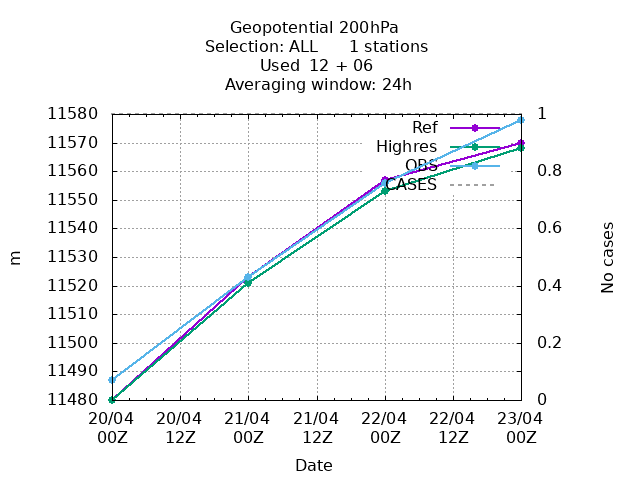 Geopotential 200hPa
Selection: ALL 1 stations
Used 12 + 06
Averaging window: 24h
11580
11570
11560
11550
11540
11530
11520
11510
11500
11490
11480
m
1
0.8
0.6
0.4
0.2
0
No cases
Ref
Highres
OBS
CASES
20/04 00Z
20/04 12Z
21/04 00Z
21/04 12Z
22/04 00Z
22/04 12Z
23/04 00Z
Date